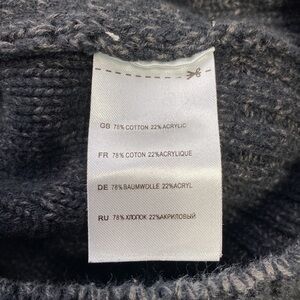 GB 78% COTTON 22%ACRYLIC
FR 78% COTON 22%ACRYLIQUE
DE 78%BAUMWOLLE 22%ACRYL
RU 78% ХЛОПОК 22%АКРИЛОВЫЙ